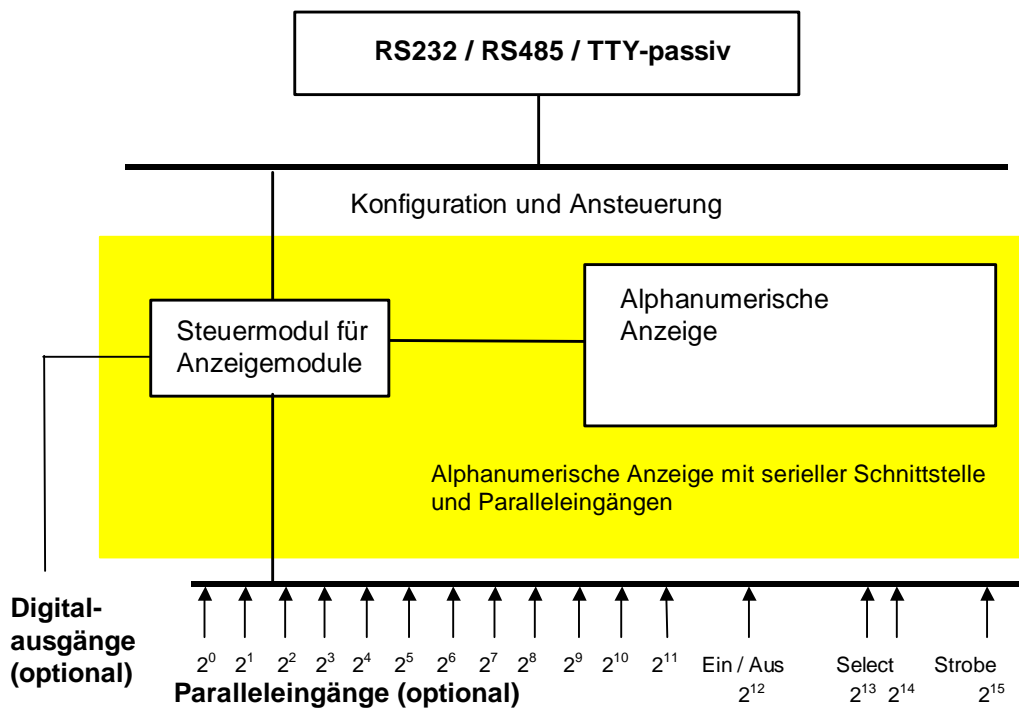 RS232 / RS485 / TTY-passiv
Konfiguration und Ansteuerung
Steuermodul für
Anzeigemodule
Alphanumerische
Anzeige
Alphanumerische Anzeige mit serieller Schnittstelle
und Paralleleingängen
Digital-
ausgänge
(optional)
2⁰ 2¹ 2² 2³ 2⁴ 2⁵ 2⁶ 2⁷ 2⁸ 2⁹ 2¹⁰ 2¹¹ Ein / Aus Select Strobe
2¹² 2¹³ 2¹⁴ 2¹⁵
Paralleleingänge (optional)